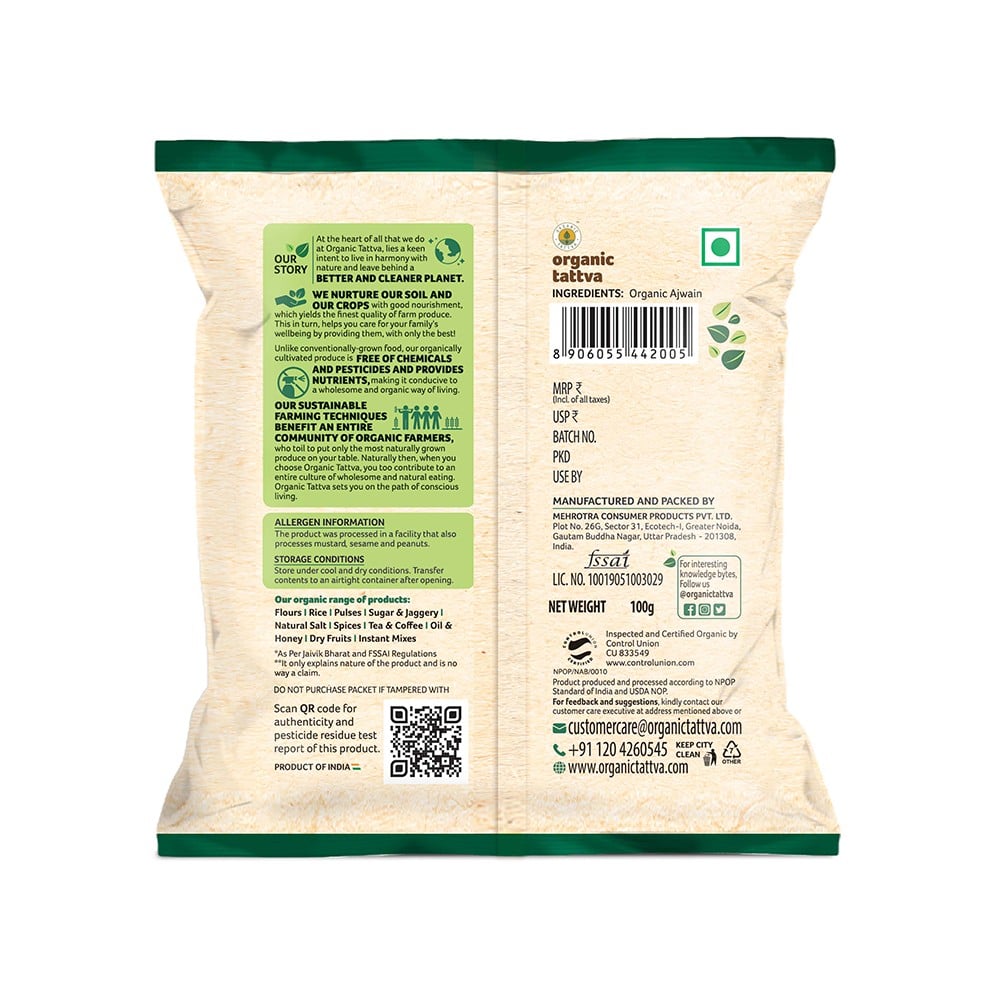 OUR
STORY
At the heart of all that we do
at Organic Tattva, lies a keen
intent to live in harmony with
nature and leave behind a
BETTER AND CLEANER PLANET.
WE NURTURE OUR SOIL AND
OUR CROPS with good nourishment,
which yields the finest quality of farm produce.
This in turn, helps you care for your family's
wellbeing by providing them, with only the best!
Unlike conventionally-grown food, our organically
cultivated produce is FREE OF CHEMICALS
AND PESTICIDES AND PROVIDES
NUTRIENTS, making it conducive to
a wholesome and organic way of living.
OUR SUSTAINABLE
FARMING TECHNIQUES
BENEFIT AN ENTIRE
COMMUNITY OF ORGANIC FARMERS,
who toil to put only the most naturally grown
produce on your table. Naturally then, when you
choose Organic Tattva, you too contribute to an
entire culture of wholesome and natural eating.
Organic Tattva sets you on the path of conscious
living.
ALLERGEN INFORMATION
The product was processed in a facility that also
processes mustard, sesame and peanuts.
STORAGE CONDITIONS
Store under cool and dry conditions. Transfer
contents to an airtight container after opening.
Our organic range of products:
Flours | Rice | Pulses | Sugar & Jaggery |
Natural Salt | Spices | Tea & Coffee | Oil &
Honey | Dry Fruits | Instant Mixes
*As Per Jaivik Bharat and FSSAI Regulations
**It only explains nature of the product and is no
way a claim.
DO NOT PURCHASE PACKET IF TAMPERED WITH
Scan QR code for
authenticity and
pesticide residue test
report of this product.
PRODUCT OF INDIA
organic
tattva
INGREDIENTS: Organic Ajwain
8 906055 442005
MRP ₹
(Incl. of all taxes)
USP ₹
BATCH NO.
PKD
USE BY
MANUFACTURED AND PACKED BY
MEHROTRA CONSUMER PRODUCTS PVT. LTD.
Plot No. 26G, Sector 31, Ecotech-I, Greater Noida,
Gautam Buddha Nagar, Uttar Pradesh - 201308,
India.
fssai
LIC. NO. 10019051003029
For interesting
knowledge bytes,
Follow us
@organictattva
NET WEIGHT 100g
CONTROL UNION
CERTIFIED
Inspected and Certified Organic by
Control Union
CU 833549
www.controlunion.com
NPOP/NAB/0010
Product produced and processed according to NPOP
Standard of India and USDA NOP.
For feedback and suggestions, kindly contact our
customer care executive at address mentioned above or
customercare@organictattva.com
+91 120 4260545
KEEP CITY
CLEAN
OTHER
www.organictattva.com